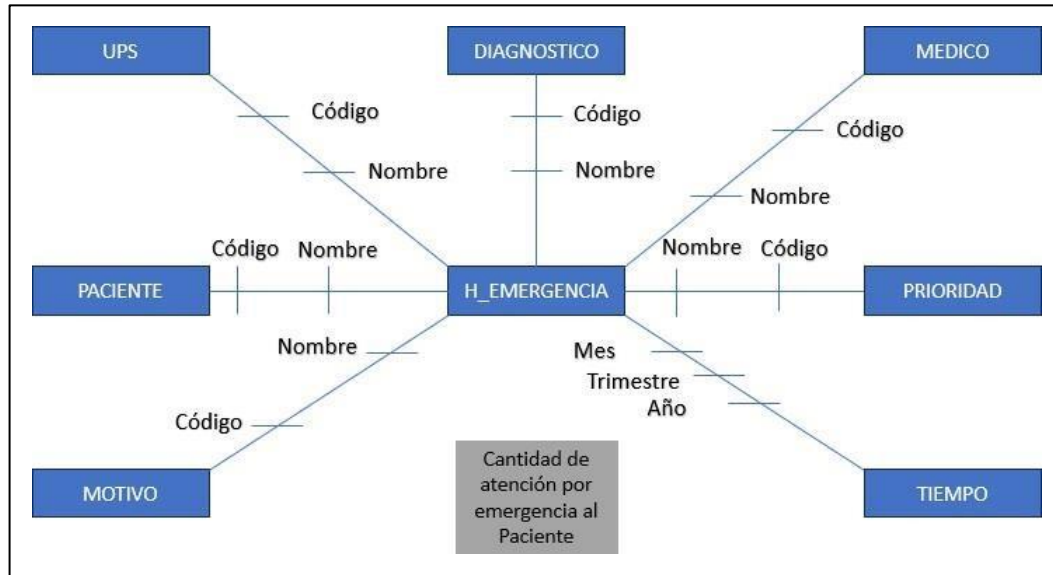 UPS
DIAGNOSTICO
MEDICO
Código
Código
Código
Nombre
Nombre
Nombre
Código
Nombre
Nombre
Código
PACIENTE
H_EMERGENCIA
PRIORIDAD
Nombre
Mes
Trimestre
Año
Código
MOTIVO
Cantidad de
atención por
emergencia al
Paciente
TIEMPO